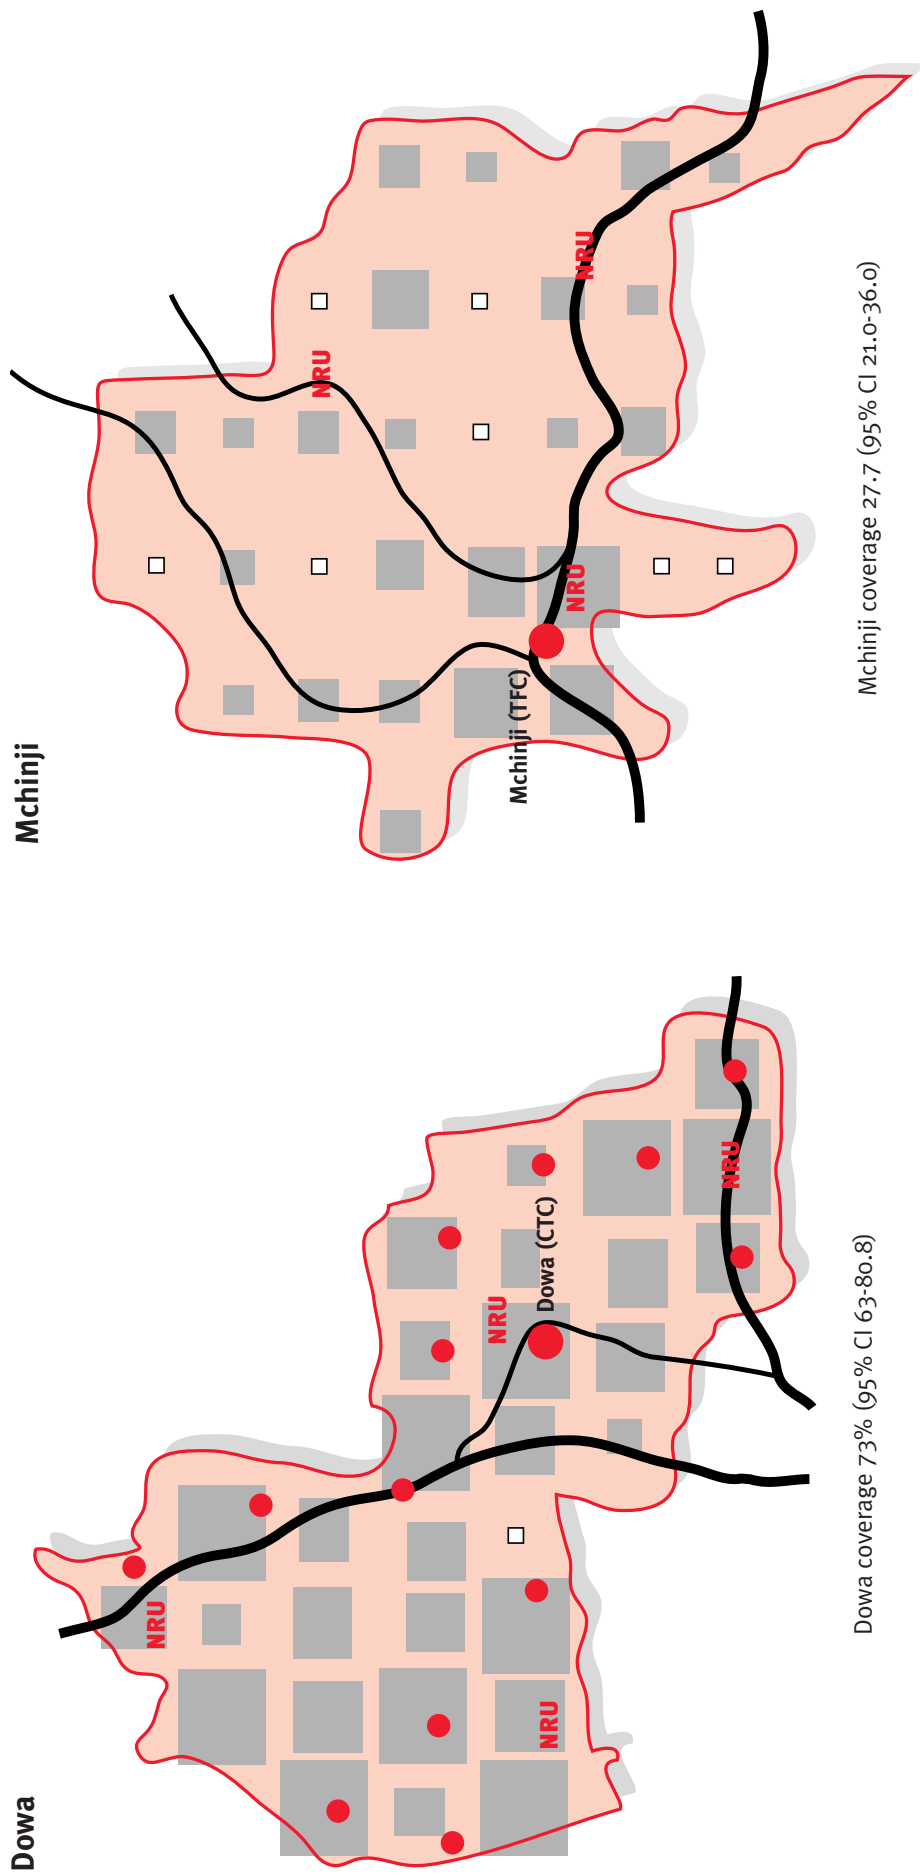 Dowa
NRU
NRU
NRU
Dowa (CTC)
NRU
Dowa coverage 73% (95% CI 63-80.8)
Mchinji
NRU
Mchinji (TFC)
NRU
NRU
Mchinji coverage 27.7 (95% CI 21.0-36.0)